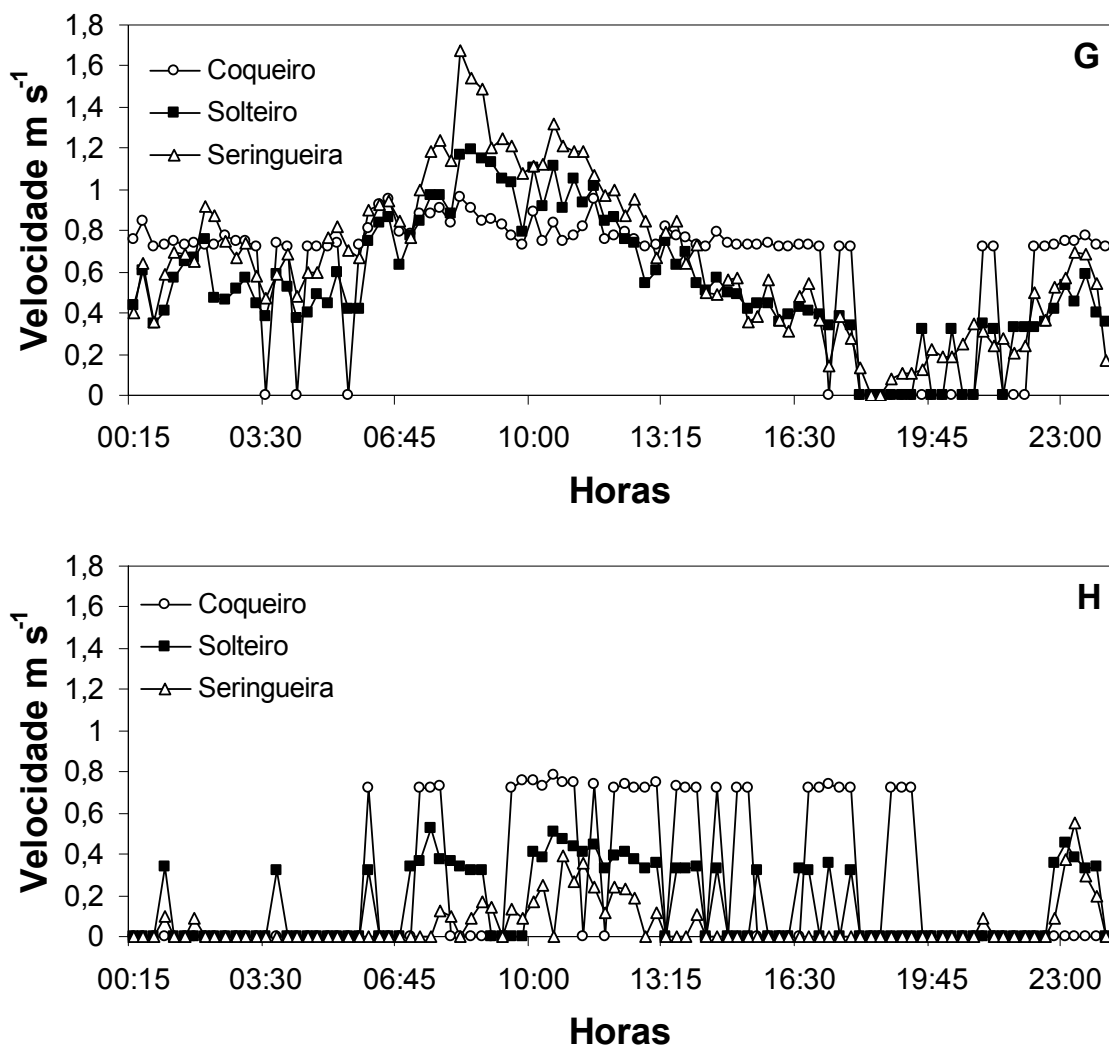 G
Velocidade m s⁻¹
1,8
1,6
1,4
1,2
1
0,8
0,6
0,4
0,2
0
Coqueiro
Solteiro
Seringueira
00:15 03:30 06:45 10:00 13:15 16:30 19:45 23:00
Horas
H
Velocidade m s⁻¹
1,8
1,6
1,4
1,2
1
0,8
0,6
0,4
0,2
0
Coqueiro
Solteiro
Seringueira
00:15 03:30 06:45 10:00 13:15 16:30 19:45 23:00
Horas